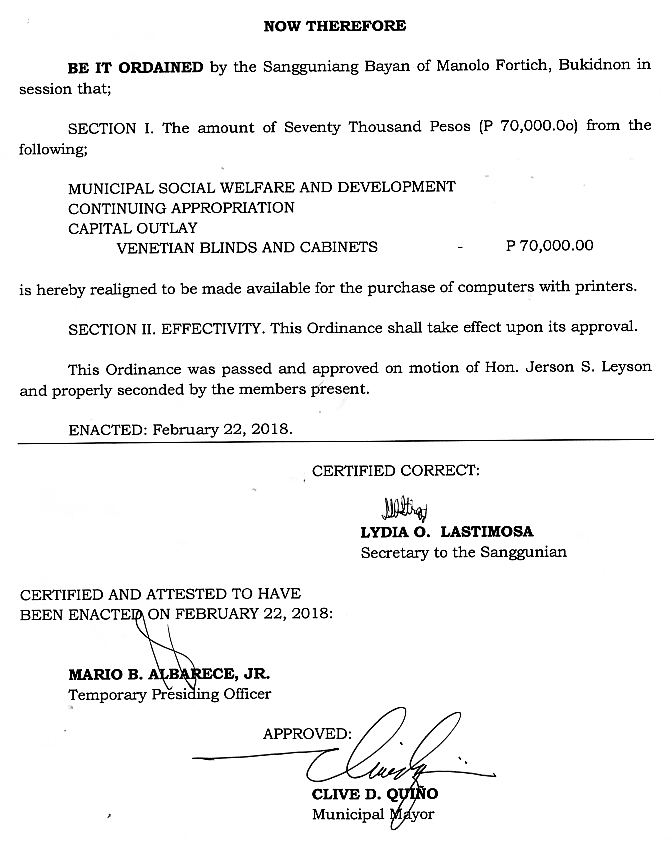 NOW THEREFORE
BE IT ORDAINED by the Sangguniang Bayan of Manolo Fortich, Bukidnon in
session that;
SECTION I. The amount of Seventy Thousand Pesos (P 70,000.0o) from the
following;
MUNICIPAL SOCIAL WELFARE AND DEVELOPMENT
CONTINUING APPROPRIATION
CAPITAL OUTLAY
VENETIAN BLINDS AND CABINETS - P 70,000.00
is hereby realigned to be made available for the purchase of computers with printers.
SECTION II. EFFECTIVITY. This Ordinance shall take effect upon its approval.
This Ordinance was passed and approved on motion of Hon. Jerson S. Leyson
and properly seconded by the members present.
ENACTED: February 22, 2018.
CERTIFIED CORRECT:
LYDIA O. LASTIMOSA
Secretary to the Sanggunian
CERTIFIED AND ATTESTED TO HAVE
BEEN ENACTED ON FEBRUARY 22, 2018:
MARIO B. ALBARECE, JR.
Temporary Presiding Officer
APPROVED:
CLIVE D. QUIÑO
Municipal Mayor